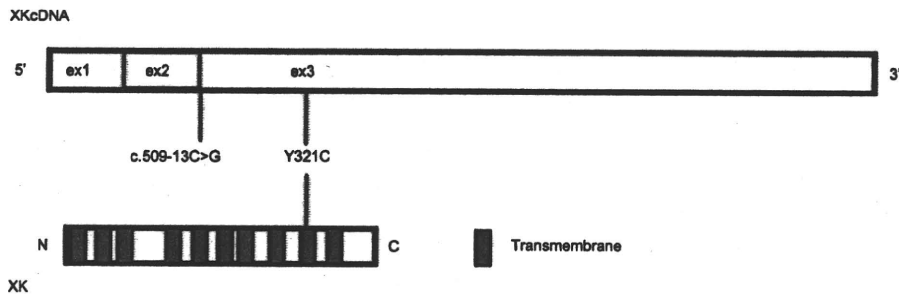 XKcDNA
5' ex1 ex2 ex3 3'
c.509-13C>G Y321C
N C Transmembrane
XK